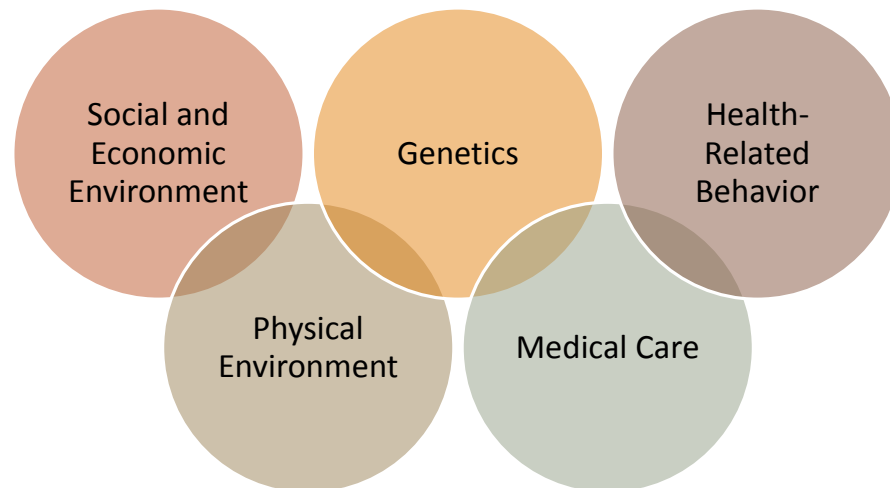 Social and
Economic
Environment
Genetics
Health-
Related
Behavior
Physical
Environment
Medical Care